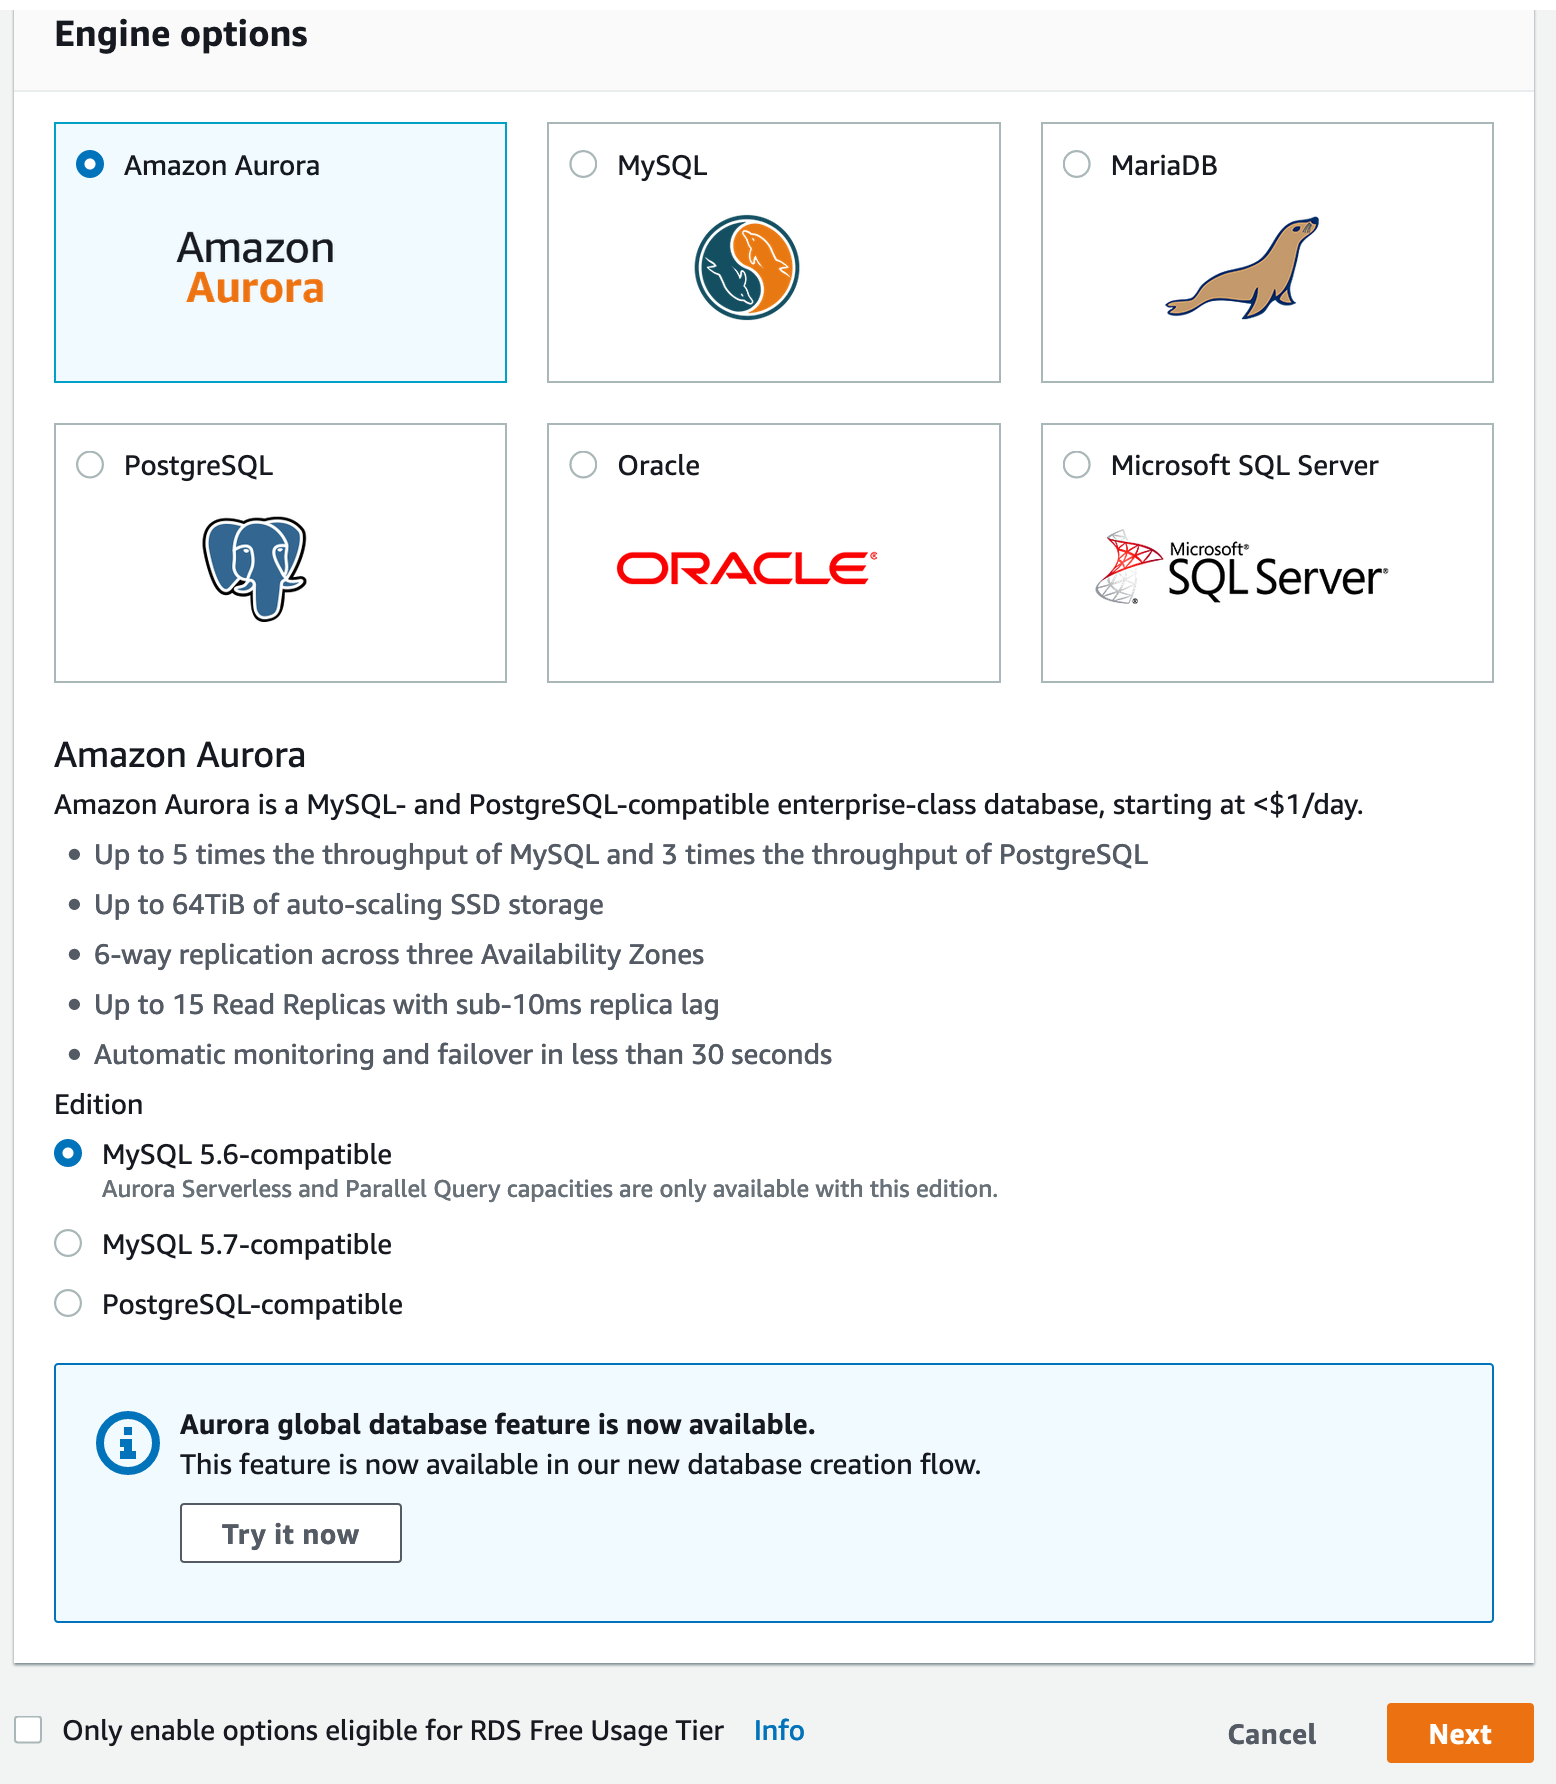 Engine options
Amazon Aurora
MySQL
MariaDB
Amazon
Aurora
PostgreSQL
Oracle
Microsoft SQL Server
ORACLE
Microsoft®
SQL Server®
Amazon Aurora
Amazon Aurora is a MySQL- and PostgreSQL-compatible enterprise-class database, starting at <$1/day.
• Up to 5 times the throughput of MySQL and 3 times the throughput of PostgreSQL
• Up to 64TiB of auto-scaling SSD storage
• 6-way replication across three Availability Zones
• Up to 15 Read Replicas with sub-10ms replica lag
• Automatic monitoring and failover in less than 30 seconds
Edition
MySQL 5.6-compatible
Aurora Serverless and Parallel Query capacities are only available with this edition.
MySQL 5.7-compatible
PostgreSQL-compatible
Aurora global database feature is now available.
This feature is now available in our new database creation flow.
Try it now
Only enable options eligible for RDS Free Usage Tier Info
Cancel
Next